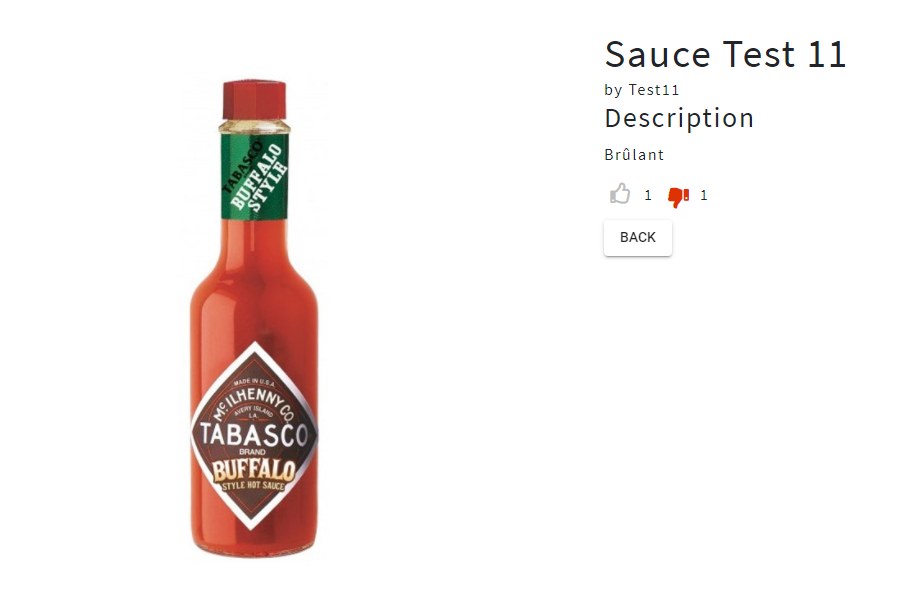 Sauce Test 11
by Test11
Description
Brûlant
1 1
BACK
TABASCO
BUFFALO
STYLE
MADE IN U.S.A.
McILHENNY CO.
AVERY ISLAND
LA.
TABASCO
BRAND
BUFFALO
STYLE HOT SAUCE